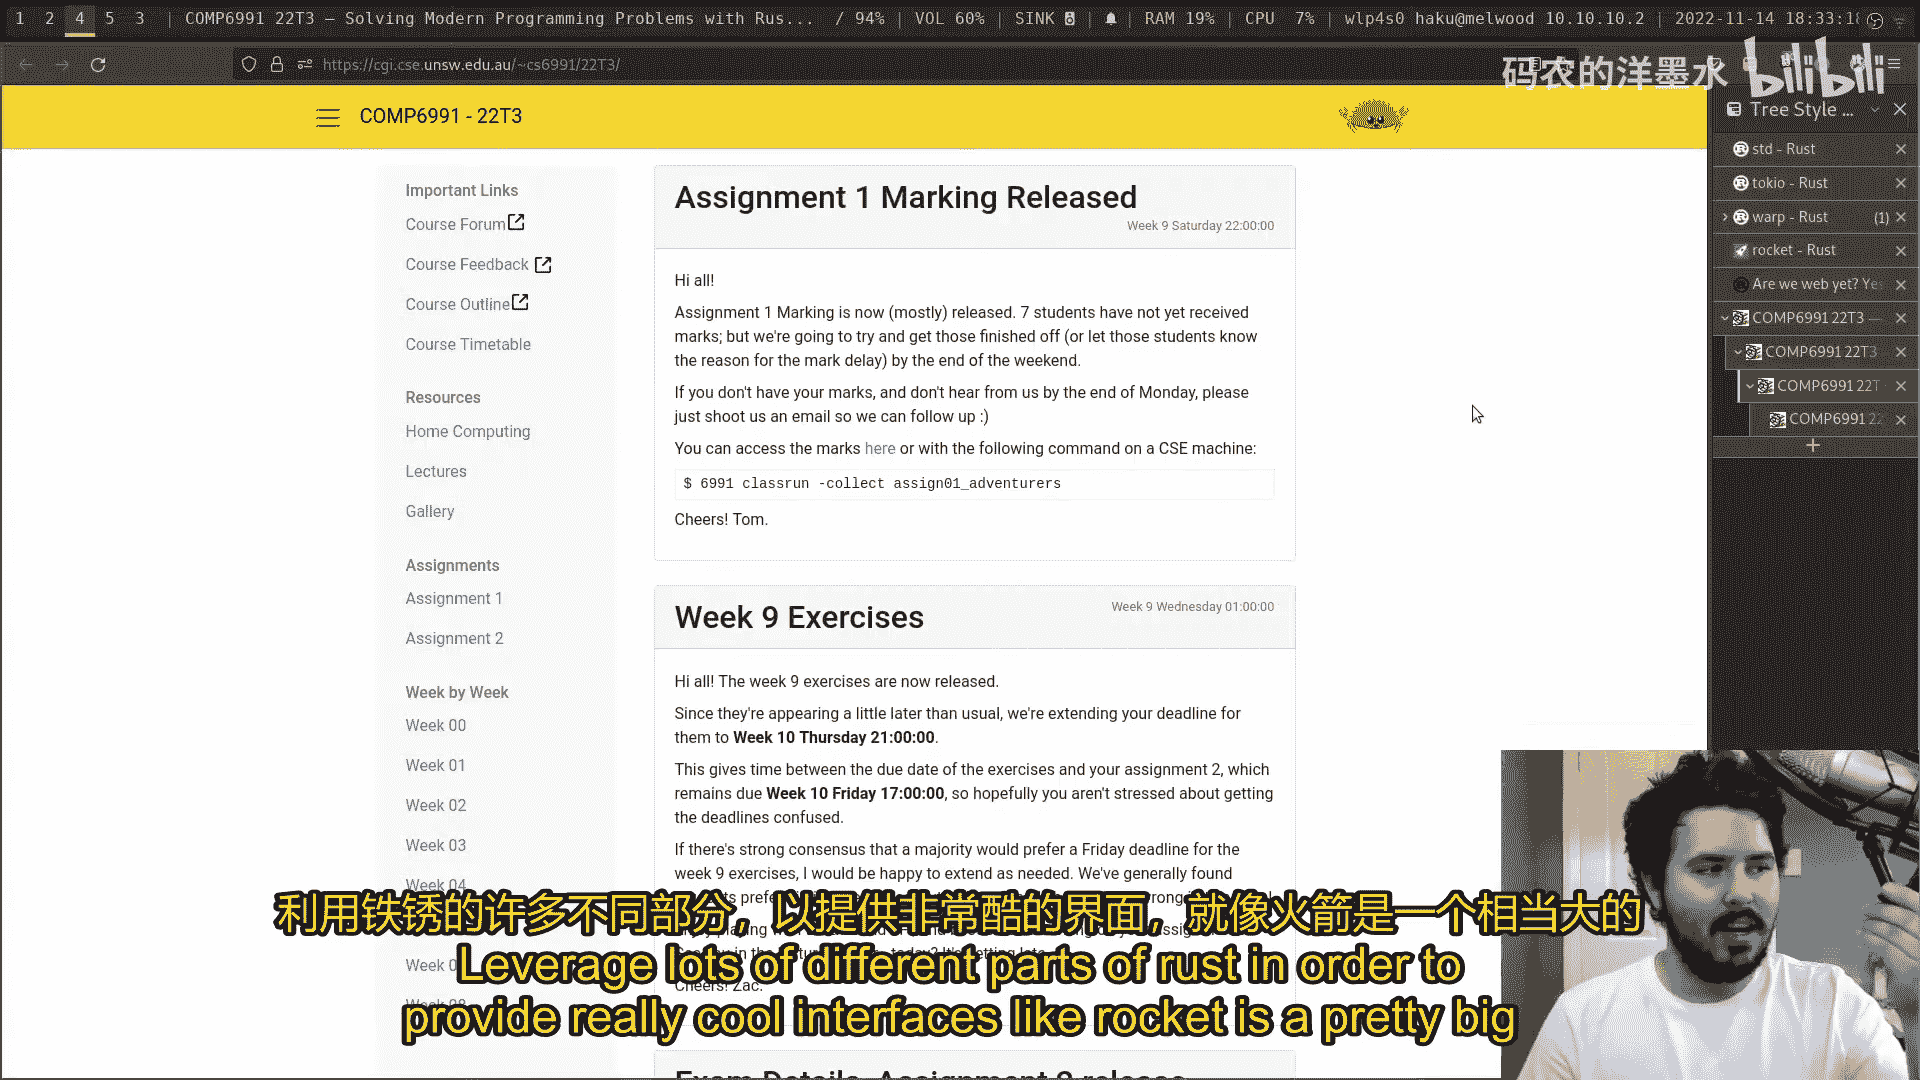 1 2 4 5 3 | COMP6991 22T3 — Solving Modern Programming Problems with Rus... / 94% | VOL 60% | SINK | RAM 19% | CPU 7% | wlp4s0 haku@melwood 10.10.10.2 | 2022-11-14 18:33:18
https://cgi.cse.unsw.edu.au/~cs6991/22T3/
码农的洋墨水 bilibili
COMP6991 - 22T3
Tree Style ...
std - Rust
tokio - Rust
warp - Rust (1)
rocket - Rust
Are we web yet? Yes
COMP6991 22T3 —
COMP6991 22T3
COMP6991 22T
COMP6991 22
Important Links
Course Forum
Course Feedback
Course Outline
Course Timetable
Resources
Home Computing
Lectures
Gallery
Assignments
Assignment 1
Assignment 2
Week by Week
Week 00
Week 01
Week 02
Week 03
Week 04
Week 0
Week 08
Assignment 1 Marking Released
Week 9 Saturday 22:00:00
Hi all!
Assignment 1 Marking is now (mostly) released. 7 students have not yet received
marks; but we're going to try and get those finished off (or let those students know
the reason for the mark delay) by the end of the weekend.
If you don't have your marks, and don't hear from us by the end of Monday, please
just shoot us an email so we can follow up :)
You can access the marks here or with the following command on a CSE machine:
$ 6991 classrun -collect assign01_adventurers
Cheers! Tom.
Week 9 Exercises
Week 9 Wednesday 01:00:00
Hi all! The week 9 exercises are now released.
Since they're appearing a little later than usual, we're extending your deadline for
them to Week 10 Thursday 21:00:00.
This gives time between the due date of the exercises and your assignment 2, which
remains due Week 10 Friday 17:00:00, so hopefully you aren't stressed about getting
the deadlines confused.
If there's strong consensus that a majority would prefer a Friday deadline for the
week 9 exercises, I would be happy to extend as needed. We've generally found
Cheers! Zac.
利用铁锈的许多不同部分，以提供非常酷的界面，就像火箭是一个相当大的
Leverage lots of different parts of rust in order to
provide really cool interfaces like rocket is a pretty big